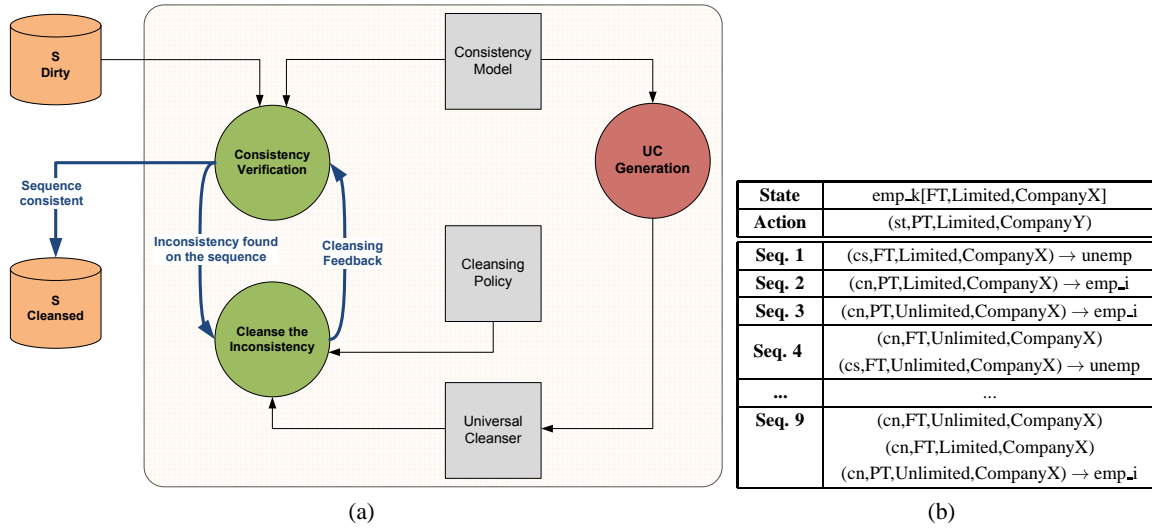 S
Dirty
Consistency
Model
Consistency
Verification
UC
Generation
Sequence
consistent
Inconsistency found
on the sequence
Cleansing
Feedback
Cleansing
Policy
S
Cleansed
Cleanse the
Inconsistency
Universal
Cleanser
(a)
State emp_k[FT,Limited,CompanyX]
Action (st,PT,Limited,CompanyY)
Seq. 1 (cs,FT,Limited,CompanyX) → unemp
Seq. 2 (cn,PT,Limited,CompanyX) → emp_i
Seq. 3 (cn,PT,Unlimited,CompanyX) → emp_i
Seq. 4 (cn,FT,Unlimited,CompanyX)
(cs,FT,Unlimited,CompanyX) → unemp
... ...
Seq. 9 (cn,FT,Unlimited,CompanyX)
(cn,FT,Limited,CompanyX)
(cn,PT,Unlimited,CompanyX) → emp_i
(b)